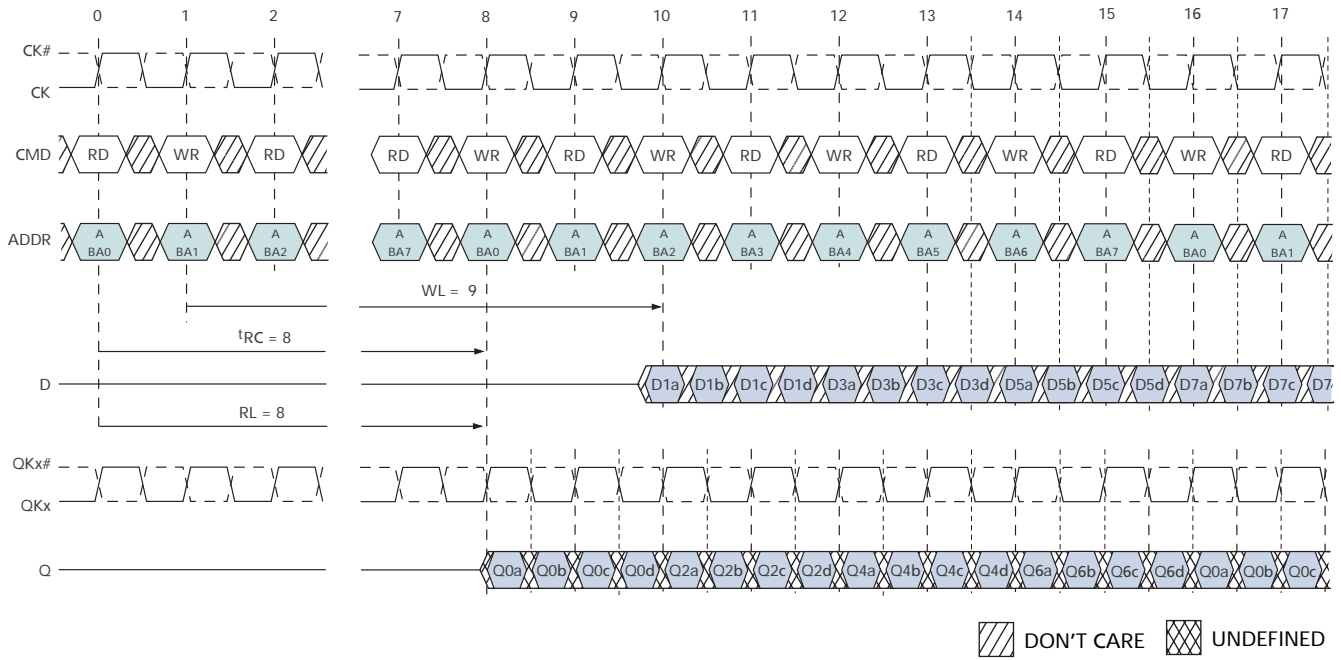 0 1 2 7 8 9 10 11 12 13 14 15 16 17
CK#
CK
CMD RD WR RD RD WR RD WR RD WR RD WR RD WR RD
ADDR A A A A A A A A A A A A A A
BA0 BA1 BA2 BA7 BA0 BA1 BA2 BA3 BA4 BA5 BA6 BA7 BA0 BA1
WL = 9
tRC = 8
D D1a D1b D1c D1d D3a D3b D3c D3d D5a D5b D5c D5d D7a D7b D7c
RL = 8
QKx#
QKx
Q Q0a Q0b Q0c Q0d Q2a Q2b Q2c Q2d Q4a Q4b Q4c Q4d Q6a Q6b Q6c Q6d Q0a Q0b Q0c
DON'T CARE UNDEFINED